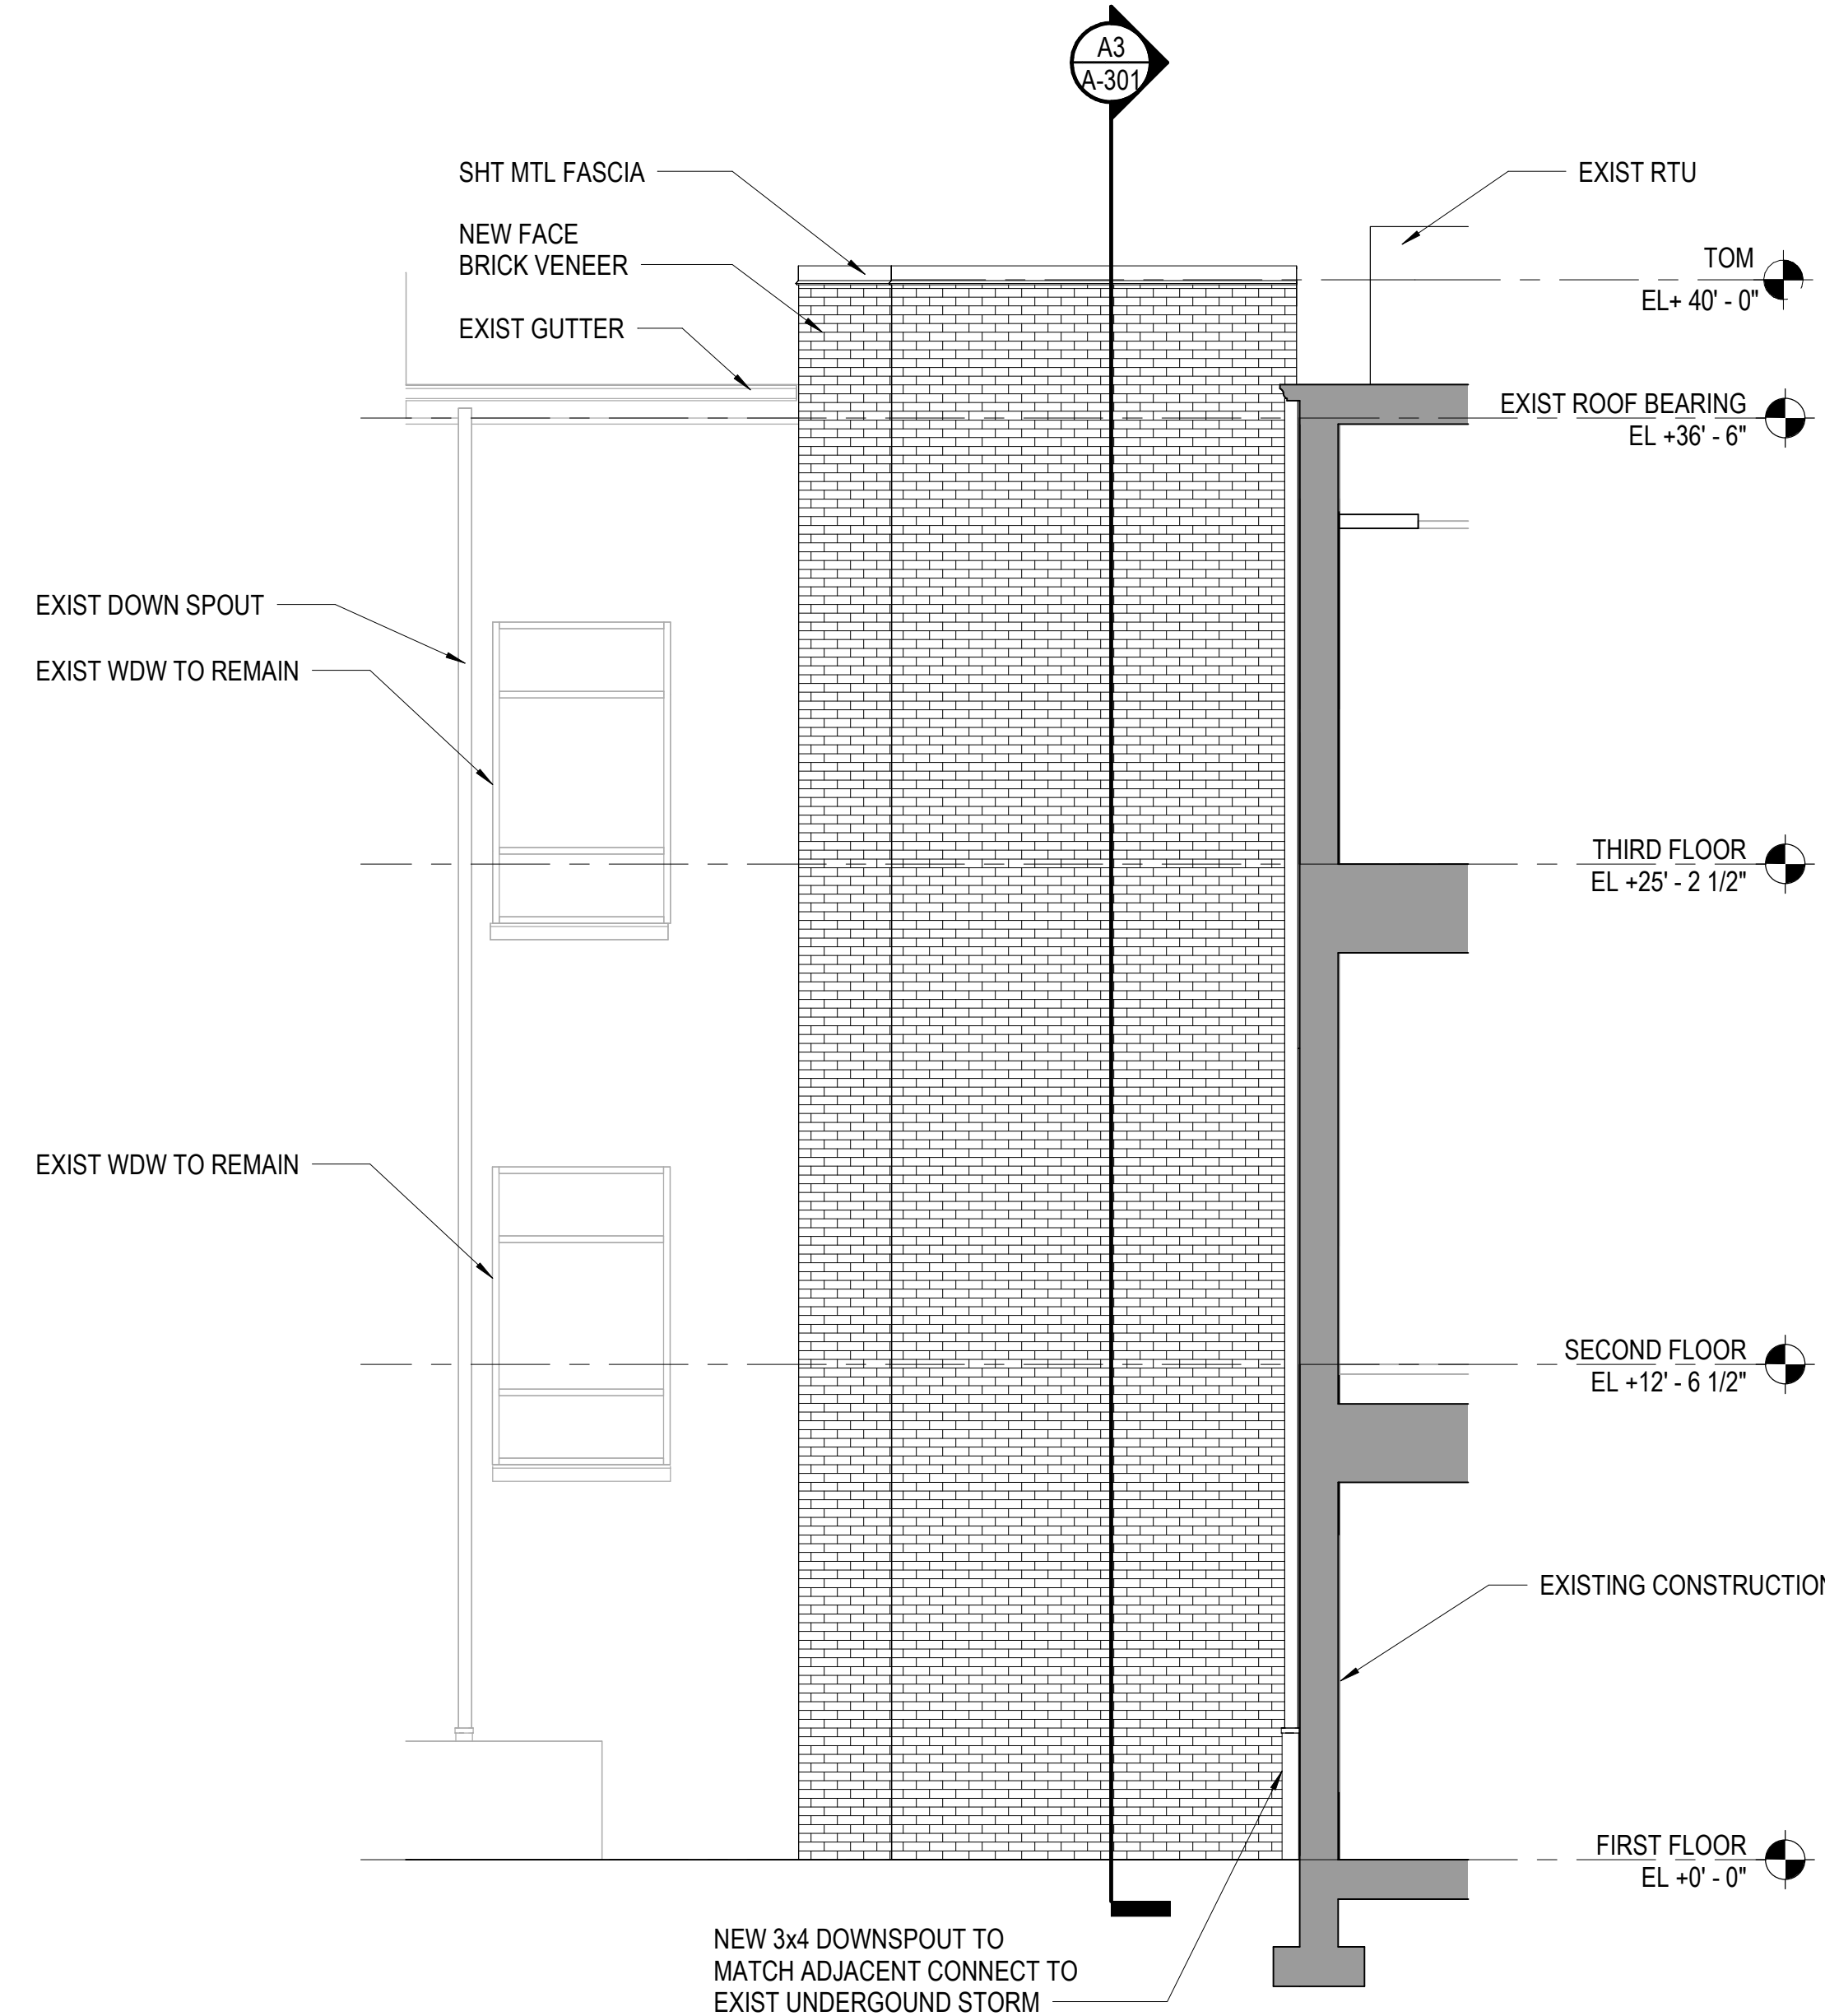 A3
A-301
SHT MTL FASCIA
EXIST RTU
NEW FACE
BRICK VENEER
TOM
EL+ 40' - 0"
EXIST GUTTER
EXIST ROOF BEARING
EL +36' - 6"
EXIST DOWN SPOUT
EXIST WDW TO REMAIN
THIRD FLOOR
EL +25' - 2 1/2"
EXIST WDW TO REMAIN
SECOND FLOOR
EL +12' - 6 1/2"
EXISTING CONSTRUCTION
FIRST FLOOR
EL +0' - 0"
NEW 3x4 DOWNSPOUT TO
MATCH ADJACENT CONNECT TO
EXIST UNDERGOUND STORM